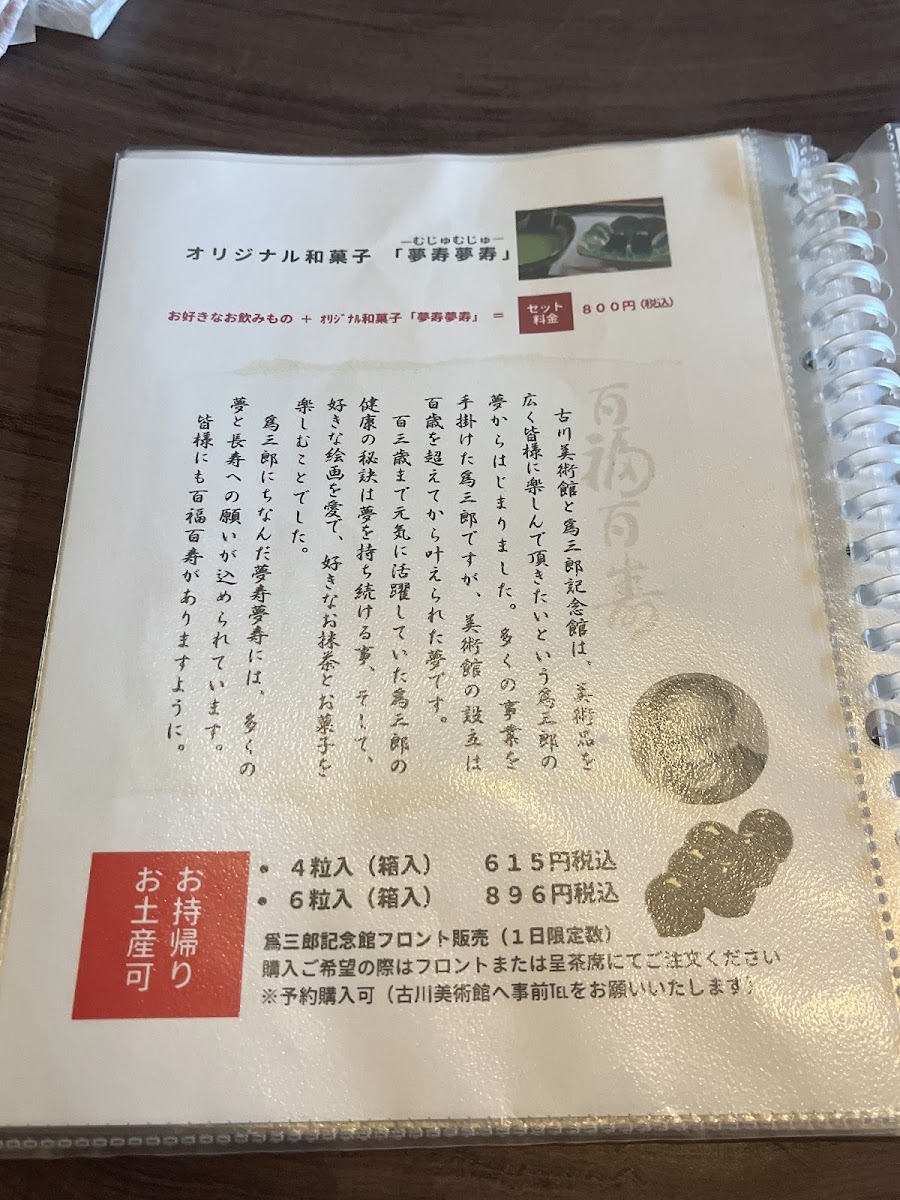 ―むじゅむじゅ―
オリジナル和菓子 「夢寿夢寿」
お好きなお飲みもの ＋ ｵﾘｼﾞﾅﾙ和菓子「夢寿夢寿」 ＝
セット
料金
８００円（税込）
百福百寿
古川美術館と爲三郎記念館は、美術品を
広く皆様に楽しんで頂きたいという爲三郎の
夢からはじまりました。多くの事業を
手掛けた爲三郎ですが、美術館の設立は
百歳を超えてから叶えられた夢です。
百三歳まで元気に活躍していた爲三郎の
健康の秘訣は夢を持ち続ける事、そして、
好きな絵画を愛で、好きなお抹茶とお菓子を
楽しむことでした。
爲三郎にちなんだ夢寿夢寿には、多くの
夢と長寿への願いが込められています。
皆様にも百福百寿がありますように。
お持帰り
お土産可
• ４粒入（箱入） ６１５円税込
• ６粒入（箱入） ８９６円税込
爲三郎記念館フロント販売（１日限定数）
購入ご希望の際はフロントまたは呈茶席にてご注文ください
※予約購入可（古川美術館へ事前℡をお願いいたします）